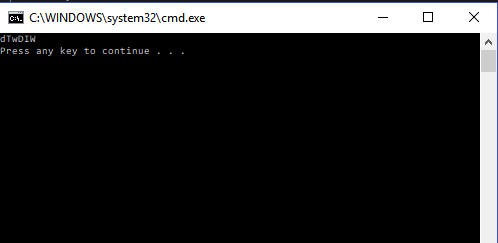 C:\WINDOWS\system32\cmd.exe
dTwDIW
Press any key to continue . . .